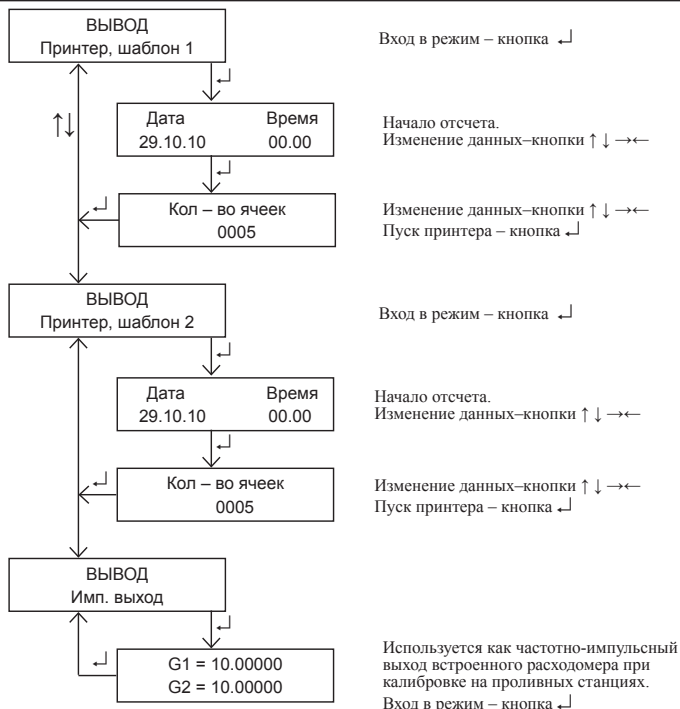 ВЫВОД
Принтер, шаблон 1
Вход в режим – кнопка ↵
↵
↑↓
Дата Время
29.10.10 00.00
Начало отсчета.
Изменение данных–кнопки ↑ ↓ →←
↵
↵
Кол – во ячеек
0005
Изменение данных–кнопки ↑ ↓ →←
Пуск принтера – кнопка ↵
ВЫВОД
Принтер, шаблон 2
Вход в режим – кнопка ↵
↵
Дата Время
29.10.10 00.00
Начало отсчета.
Изменение данных–кнопки ↑ ↓ →←
↵
↵
Кол – во ячеек
0005
Изменение данных–кнопки ↑ ↓ →←
Пуск принтера – кнопка ↵
ВЫВОД
Имп. выход
↵
↵
G1 = 10.00000
G2 = 10.00000
Используется как частотно-импульсный
выход встроенного расходомера при
калибровке на проливных станциях.
Вход в режим – кнопка ↵